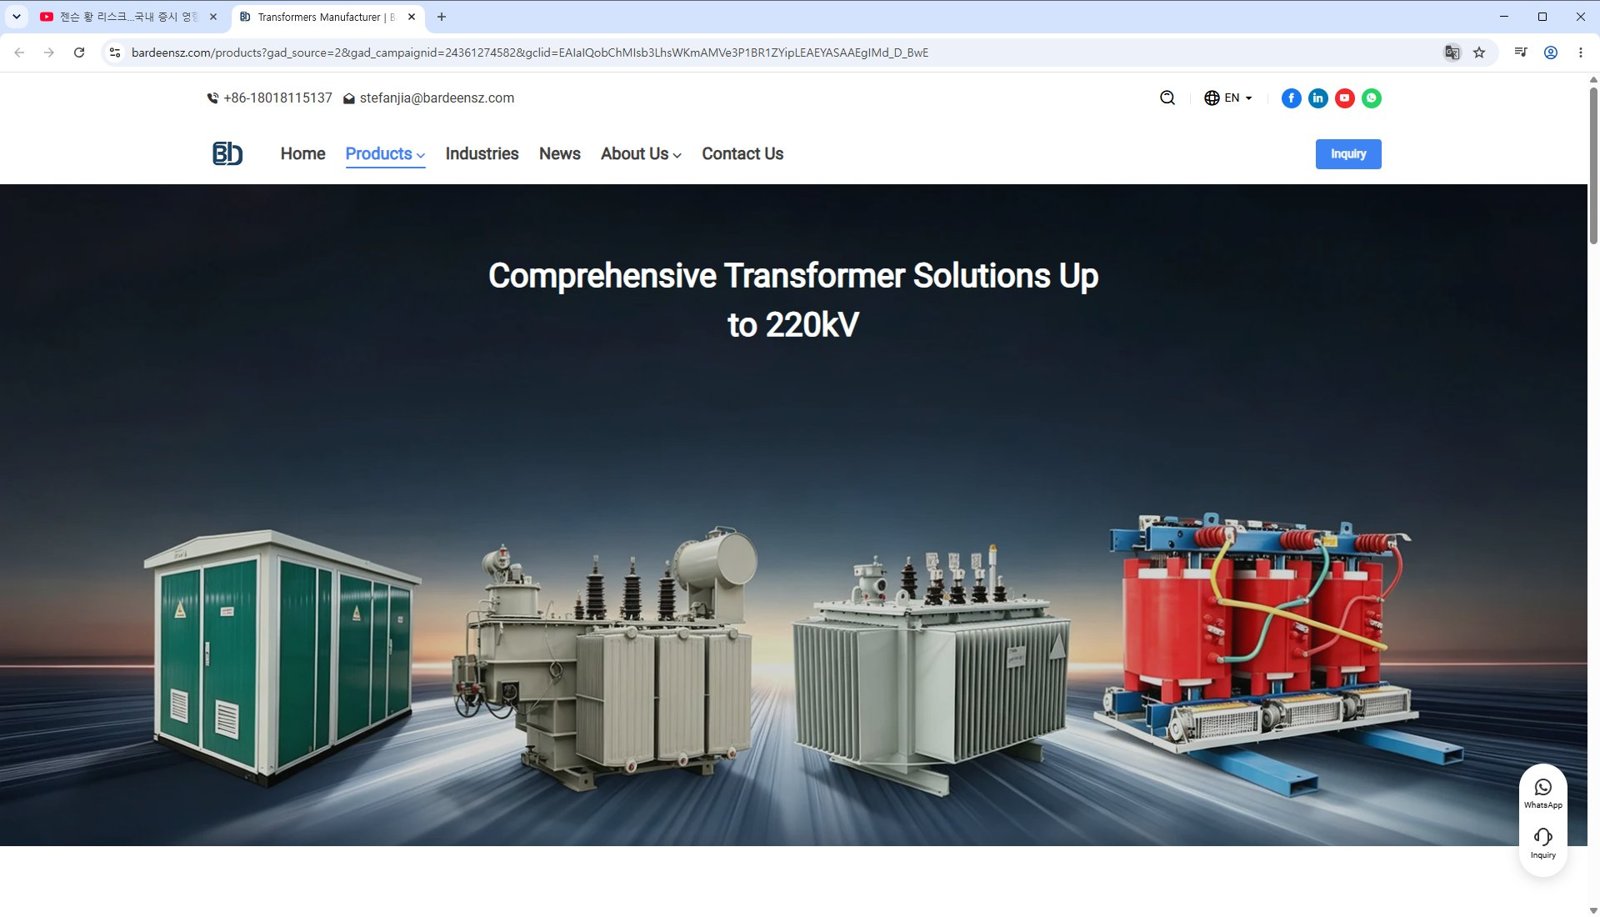 젠슨 황 리스크...국내 증시 영향
Transformers Manufacturer | B
bardeensz.com/products?gad_source=2&gad_campaignid=24361274582&gclid=EAIaIQobChMIsb3LhsWKmAMVe3P1BR1ZYipLEAEYASAAEgIMd_D_BwE
+86-18018115137 stefanjia@bardeensz.com
EN
BD
Home Products Industries News About Us Contact Us
Inquiry
Comprehensive Transformer Solutions Up
to 220kV
WhatsApp
Inquiry